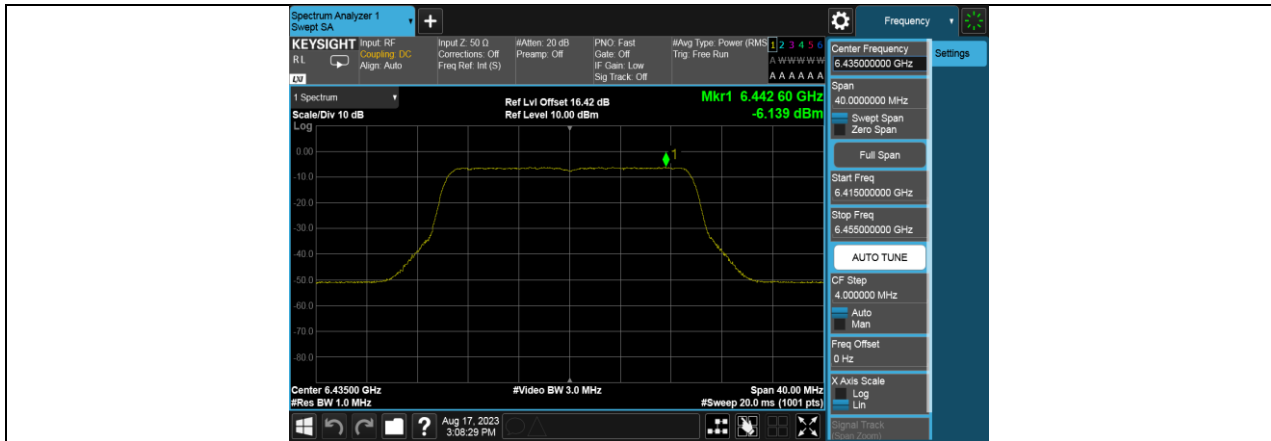 Spectrum Analyzer 1
Swept SA
Frequency
KEYSIGHT
RL
LXI
Input: RF
Coupling: DC
Align: Auto
Input Z: 50 Ω
Corrections: Off
Freq Ref: Int (S)
#Atten: 20 dB
Preamp: Off
PNO: Fast
Gate: Off
IF Gain: Low
Sig Track: Off
#Avg Type: Power (RMS
Trig: Free Run
1 2 3 4 5 6
A W W W W W
A A A A A A
1 Spectrum
Scale/Div 10 dB
Ref Lvl Offset 16.42 dB
Ref Level 10.00 dBm
Mkr1 6.442 60 GHz
-6.139 dBm
Log
0.00
1
-10.0
-20.0
-30.0
-40.0
-50.0
-60.0
-70.0
-80.0
Center 6.43500 GHz
#Res BW 1.0 MHz
#Video BW 3.0 MHz
Span 40.00 MHz
#Sweep 20.0 ms (1001 pts)
Aug 17, 2023
3:08:29 PM
Settings
Center Frequency
6.435000000 GHz
Span
40.0000000 MHz
Swept Span
Zero Span
Full Span
Start Freq
6.415000000 GHz
Stop Freq
6.455000000 GHz
AUTO TUNE
CF Step
4.000000 MHz
Auto
Man
Freq Offset
0 Hz
X Axis Scale
Log
Lin
Signal Track
(Span Zoom)